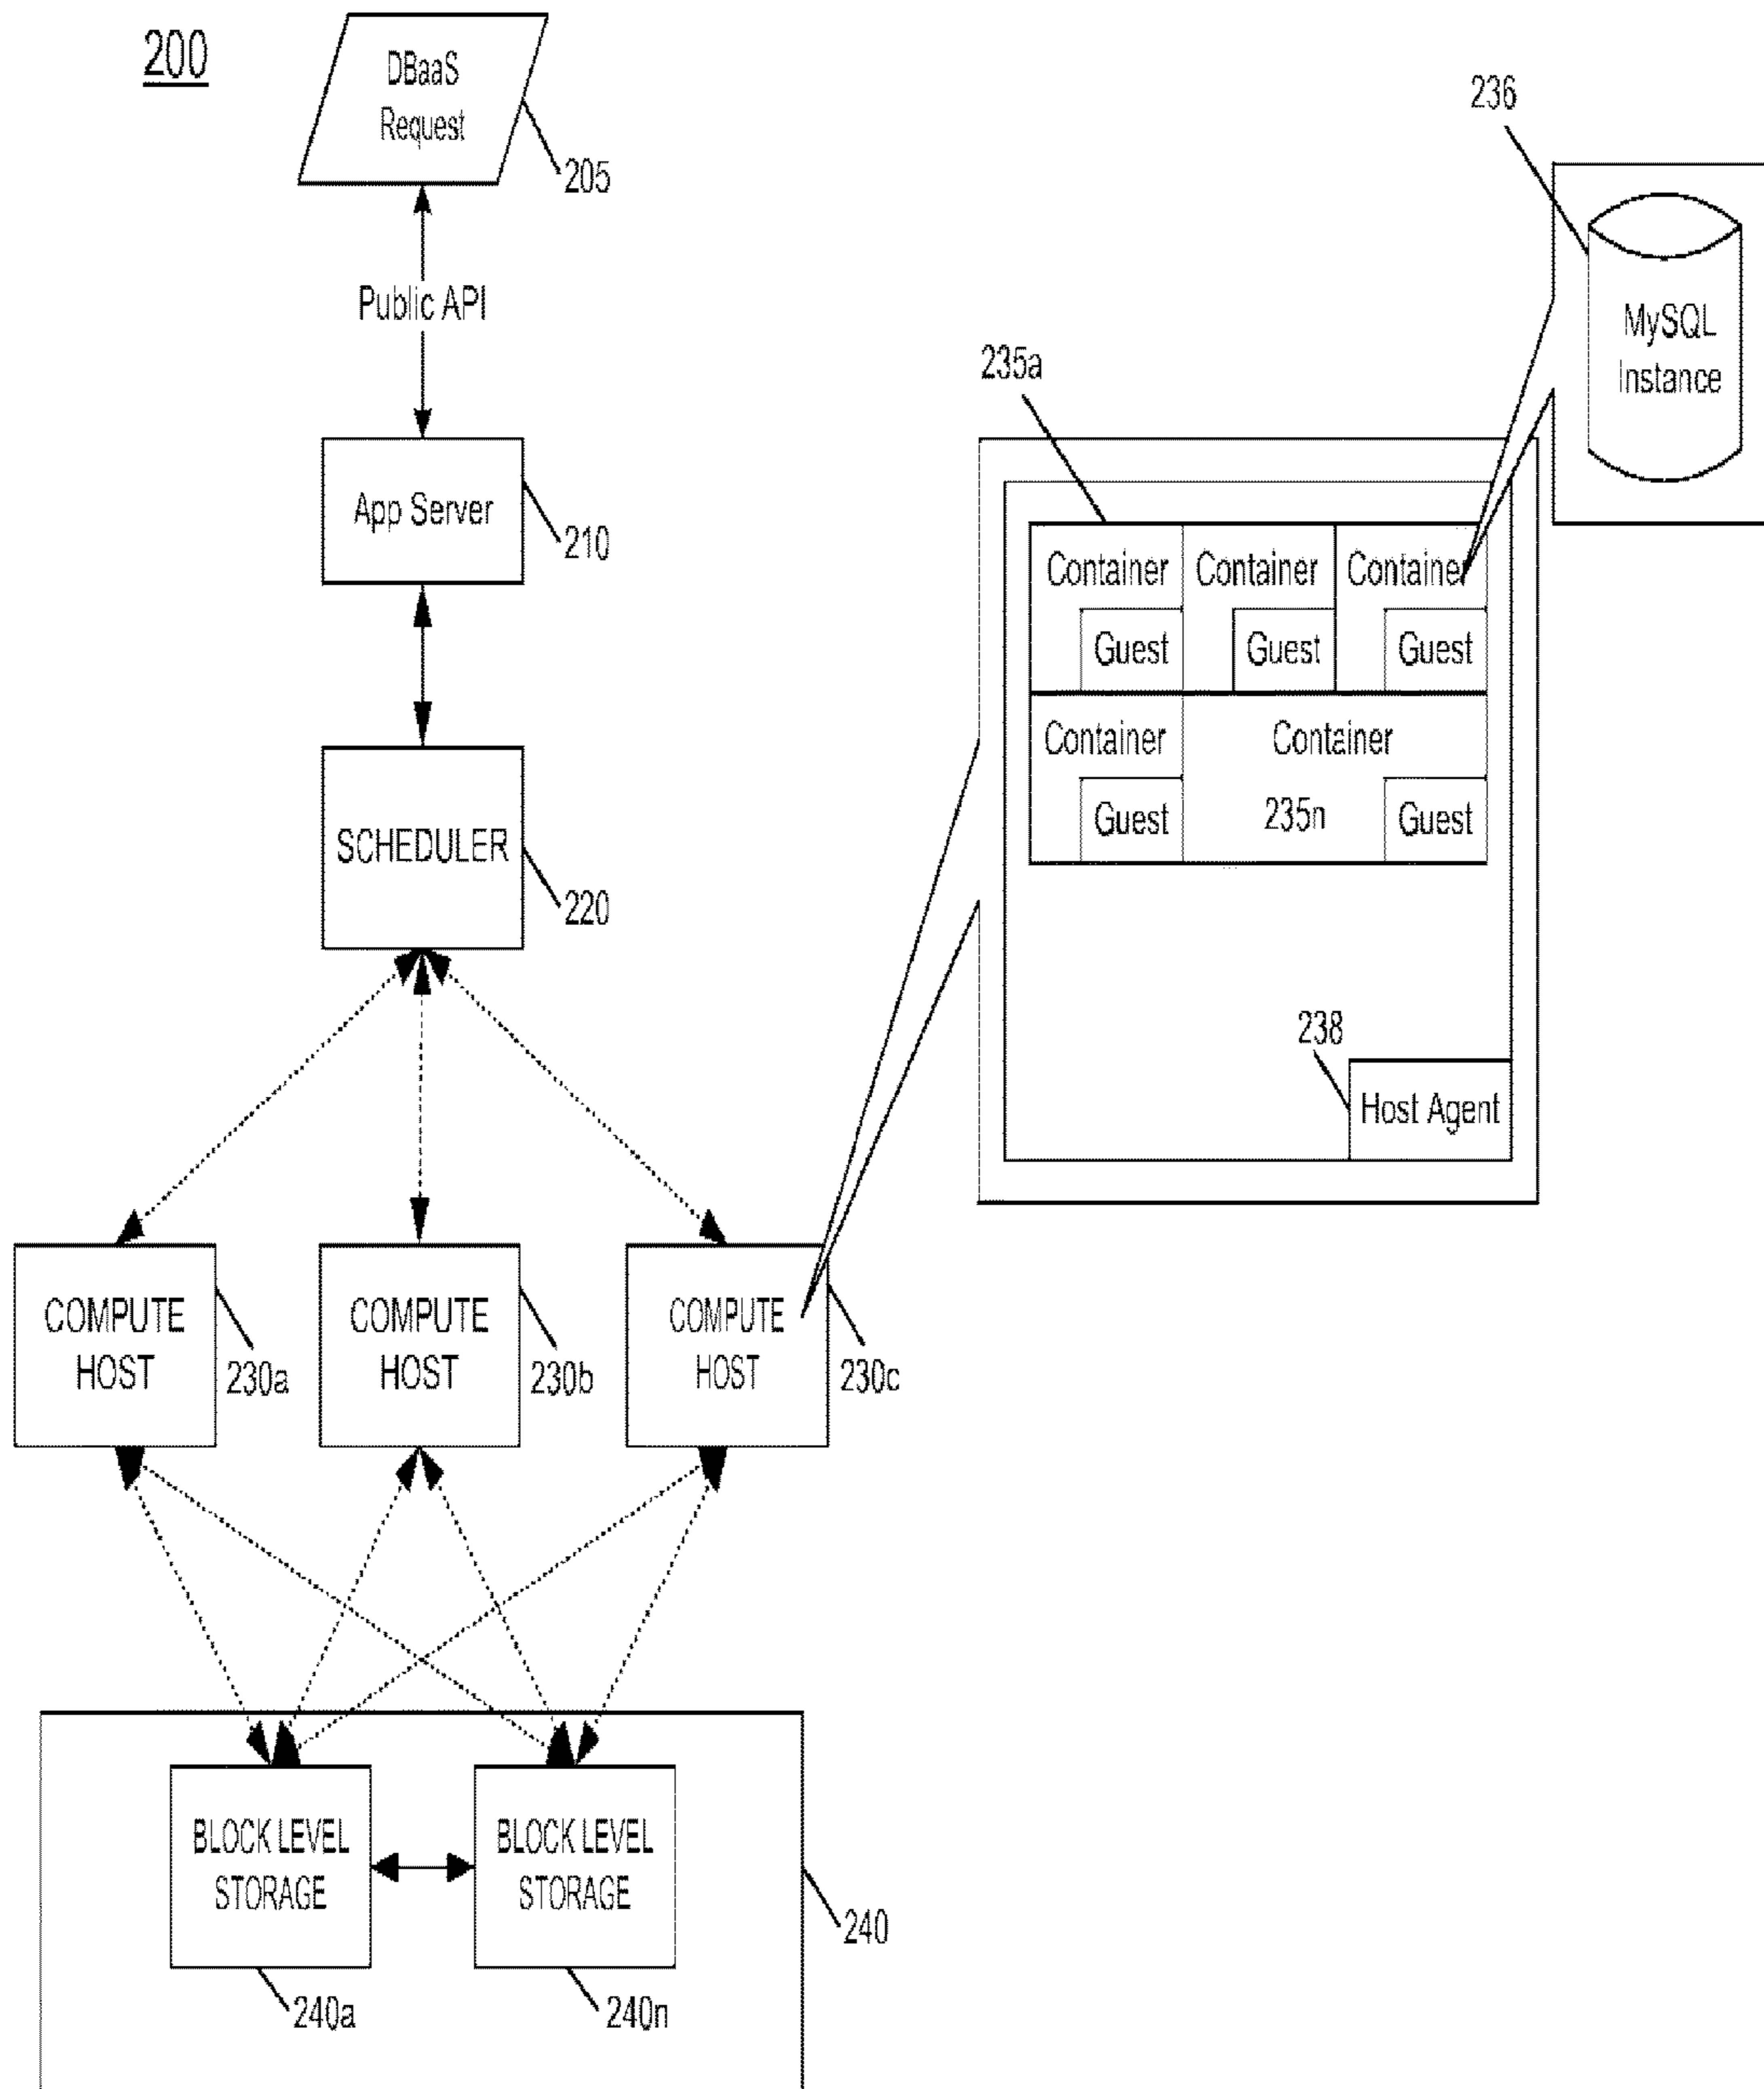 200
DBaaS
Request
205
Public API
236
MySQL
Instance
235a
App Server
210
Container Container Container
Guest Guest Guest
Container Container
Guest 235n Guest
SCHEDULER
220
238
Host Agent
COMPUTE
HOST
230a
COMPUTE
HOST
230b
COMPUTE
HOST
230c
BLOCK LEVEL
STORAGE
240a
BLOCK LEVEL
STORAGE
240n
240